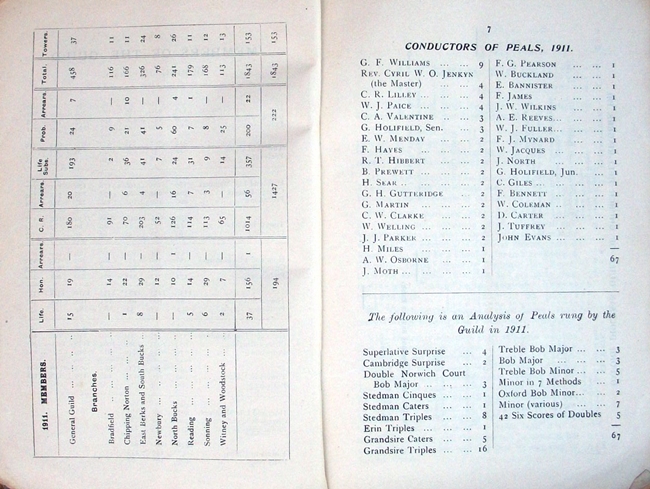 1911. MEMBERS. Life. Hon. Arrears. C. R. Arrears. Life Subs. Prob. Arrears. Total. Towers.
General Guild ... ... ... 15 19 — 180 20 193 24 7 458 37
Branches.
Bradfield ... ... ... — 14 — 91 — 2 9 — 116 11
Chipping Norton ... ... 1 22 — 70 6 36 21 10 166 11
East Berks and South Bucks 8 29 — 203 4 41 41 — 326 24
Newbury ... ... ... — 12 — 52 — 7 5 — 76 8
North Bucks ... ... ... — 10 1 126 16 24 60 4 241 26
Reading ... ... ... 5 14 — 114 7 31 7 1 179 11
Sonning ... ... ... 6 29 — 113 3 9 8 — 168 12
Witney and Woodstock ... 2 7 — 65 — 14 25 — 113 13
37 156 1 1014 56 357 200 22 1843 153
194 1427 222 1843 153
7
CONDUCTORS OF PEALS, 1911.
G. F. WILLIAMS ... ... 9
REV. CYRIL W. O. JENKYN
(the Master) ... ... 4
C. R. LILLEY ... ... 4
W. J. PAICE ... ... 4
C. A. VALENTINE ... ... 3
G. HOLIFIELD, Sen. ... 3
E. W. MENDAY ... ... 2
F. HAYES ... ... ... 2
R. T. HIBBERT ... ... 2
B. PREWETT ... ... ... 2
H. SEAR ... ... ... 2
G. H. GUTTERIDGE ... 2
G. MARTIN ... ... ... 2
C. W. CLARKE ... ... 2
W. WELLING ... ... ... 2
J. J. PARKER ... ... ... 2
H. MILES ... ... ... 1
A. W. OSBORNE ... ... 1
J. MOTH ... ... ... 1
F. G. PEARSON ... ... 1
W. BUCKLAND ... ... 1
E. BANNISTER ... ... 1
F. JAMES ... ... ... 1
J. W. WILKINS ... ... 1
A. E. REEVES... ... ... 1
W. J. FULLER... ... ... 1
F. J. MYNARD ... ... 1
W. JACQUES ... ... ... 1
J. NORTH ... ... ... 1
G. HOLIFIELD, Jun. ... 1
C. GILES ... ... ... 1
F. BENNETT ... ... ... 1
W. COLEMAN ... ... ... 1
D. CARTER ... ... ... 1
J. TUFFREY ... ... ... 1
JOHN EVANS ... ... ... 1
67
The following is an Analysis of Peals rung by the
Guild in 1911.
Superlative Surprise ... 4
Cambridge Surprise ... 2
Double Norwich Court
Bob Major ... ... ... 3
Stedman Cinques ... ... 1
Stedman Caters ... ... 1
Stedman Triples ... ... 8
Erin Triples ... ... ... 1
Grandsire Caters ... ... 5
Grandsire Triples ... ... 16
Treble Bob Major ... ... 3
Bob Major ... ... ... 3
Treble Bob Minor... ... 5
Minor in 7 Methods ... 1
Oxford Bob Minor... ... 2
Minor (various) ... ... 7
42 Six Scores of Doubles 5
67